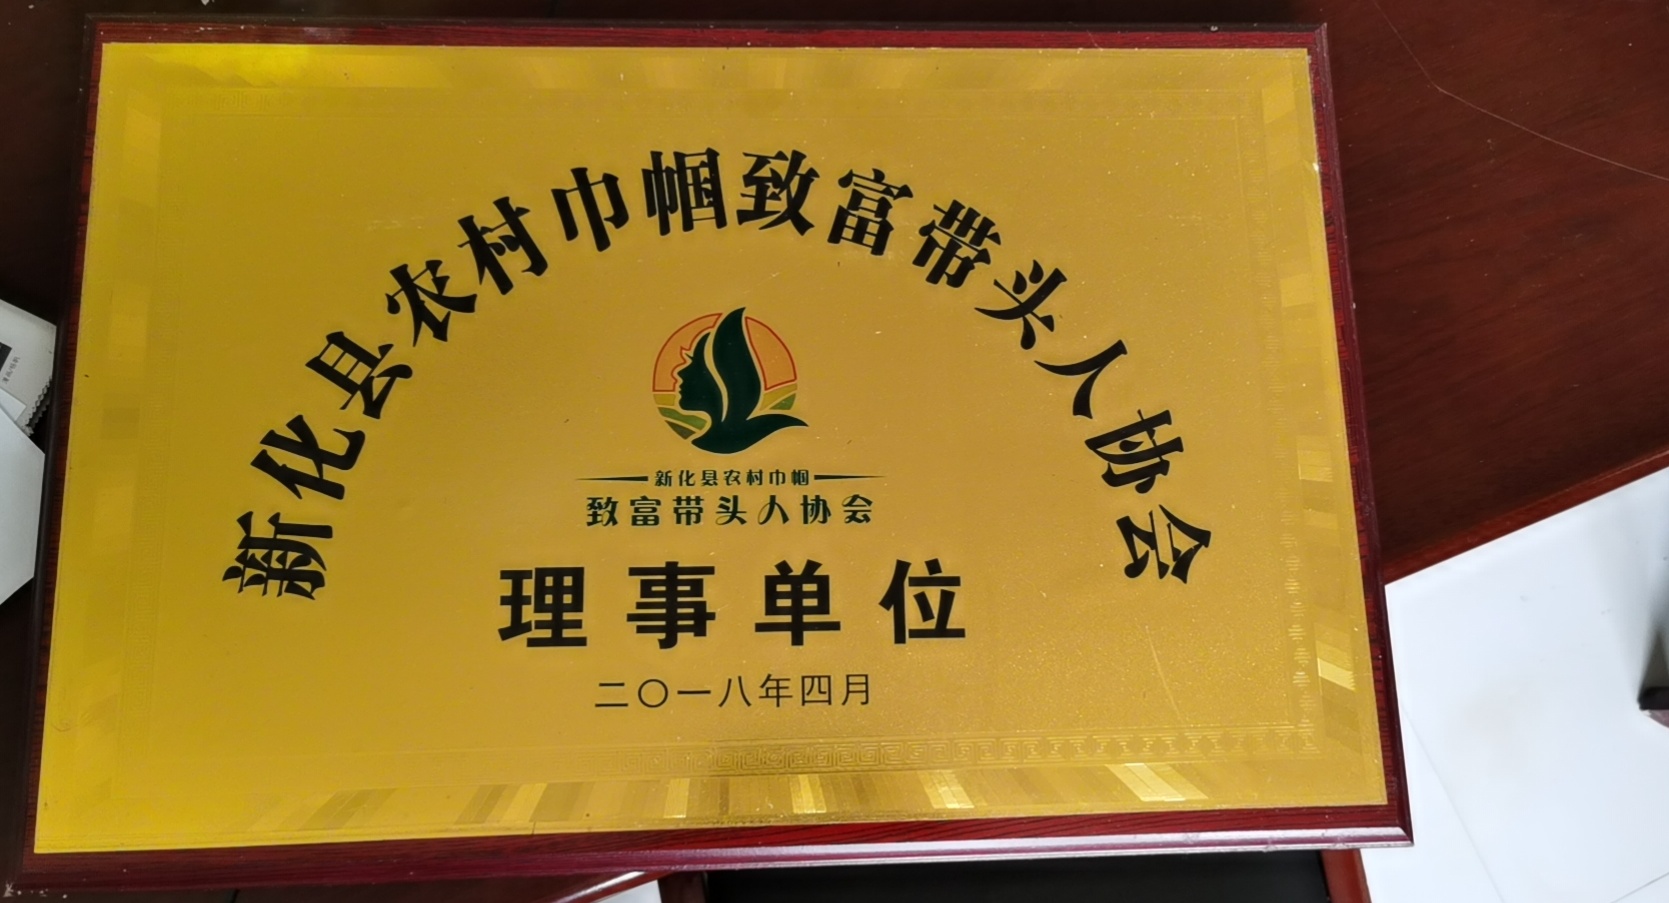 新化县农村巾帼致富带头人协会
新化县农村巾帼
致富带头人协会
理事单位
二〇一八年四月